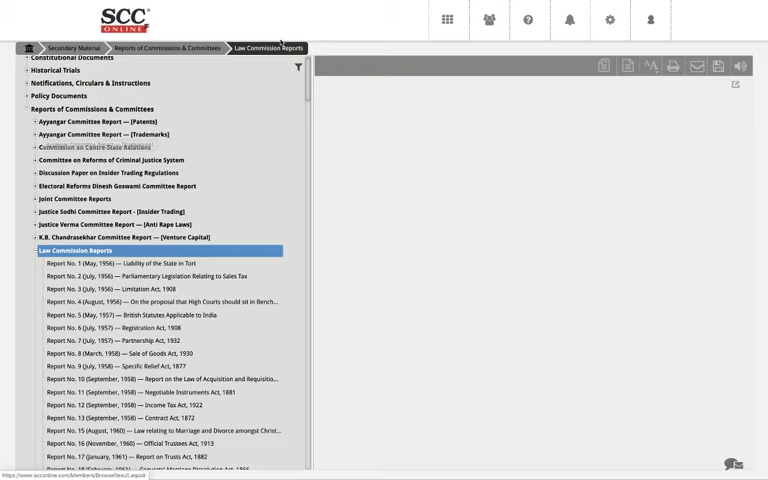 SCC
ONLINE
Secondary Material
Reports of Commissions & Committees
Law Commission Reports
Constitutional Documents
Historical Trials
Notifications, Circulars & Instructions
Policy Documents
Reports of Commissions & Committees
Ayyangar Committee Report — [Patents]
Ayyangar Committee Report — [Trademarks]
Commission on Centre-State Relations
Committee on Reforms of Criminal Justice System
Discussion Paper on Insider Trading Regulations
Electoral Reforms Dinesh Goswami Committee Report
Joint Committee Reports
Justice Sodhi Committee Report - [Insider Trading]
Justice Verma Committee Report — [Anti Rape Laws]
K.B. Chandrasekhar Committee Report — [Venture Capital]
Law Commission Reports
Report No. 1 (May, 1956) — Liability of the State in Tort
Report No. 2 (July, 1956) — Parliamentary Legislation Relating to Sales Tax
Report No. 3 (July, 1956) — Limitation Act, 1908
Report No. 4 (August, 1956) — On the proposal that High Courts should sit in Bench...
Report No. 5 (May, 1957) — British Statutes Applicable to India
Report No. 6 (July, 1957) — Registration Act, 1908
Report No. 7 (July, 1957) — Partnership Act, 1932
Report No. 8 (March, 1958) — Sale of Goods Act, 1930
Report No. 9 (July, 1958) — Specific Relief Act, 1877
Report No. 10 (September, 1958) — Report on the Law of Acquisition and Requisitio...
Report No. 11 (September, 1958) — Negotiable Instruments Act, 1881
Report No. 12 (September, 1958) — Income Tax Act, 1922
Report No. 13 (September, 1958) — Contract Act, 1872
Report No. 15 (August, 1960) — Law relating to Marriage and Divorce amongst Christ...
Report No. 16 (November, 1960) — Official Trustees Act, 1913
Report No. 17 (January, 1961) — Report on Trusts Act, 1882
Report No. 18 (February, 1961) — Converts' Marriage Dissolution Act, 1866
https://www.scconline.com/Members/BrowseResult.aspx#